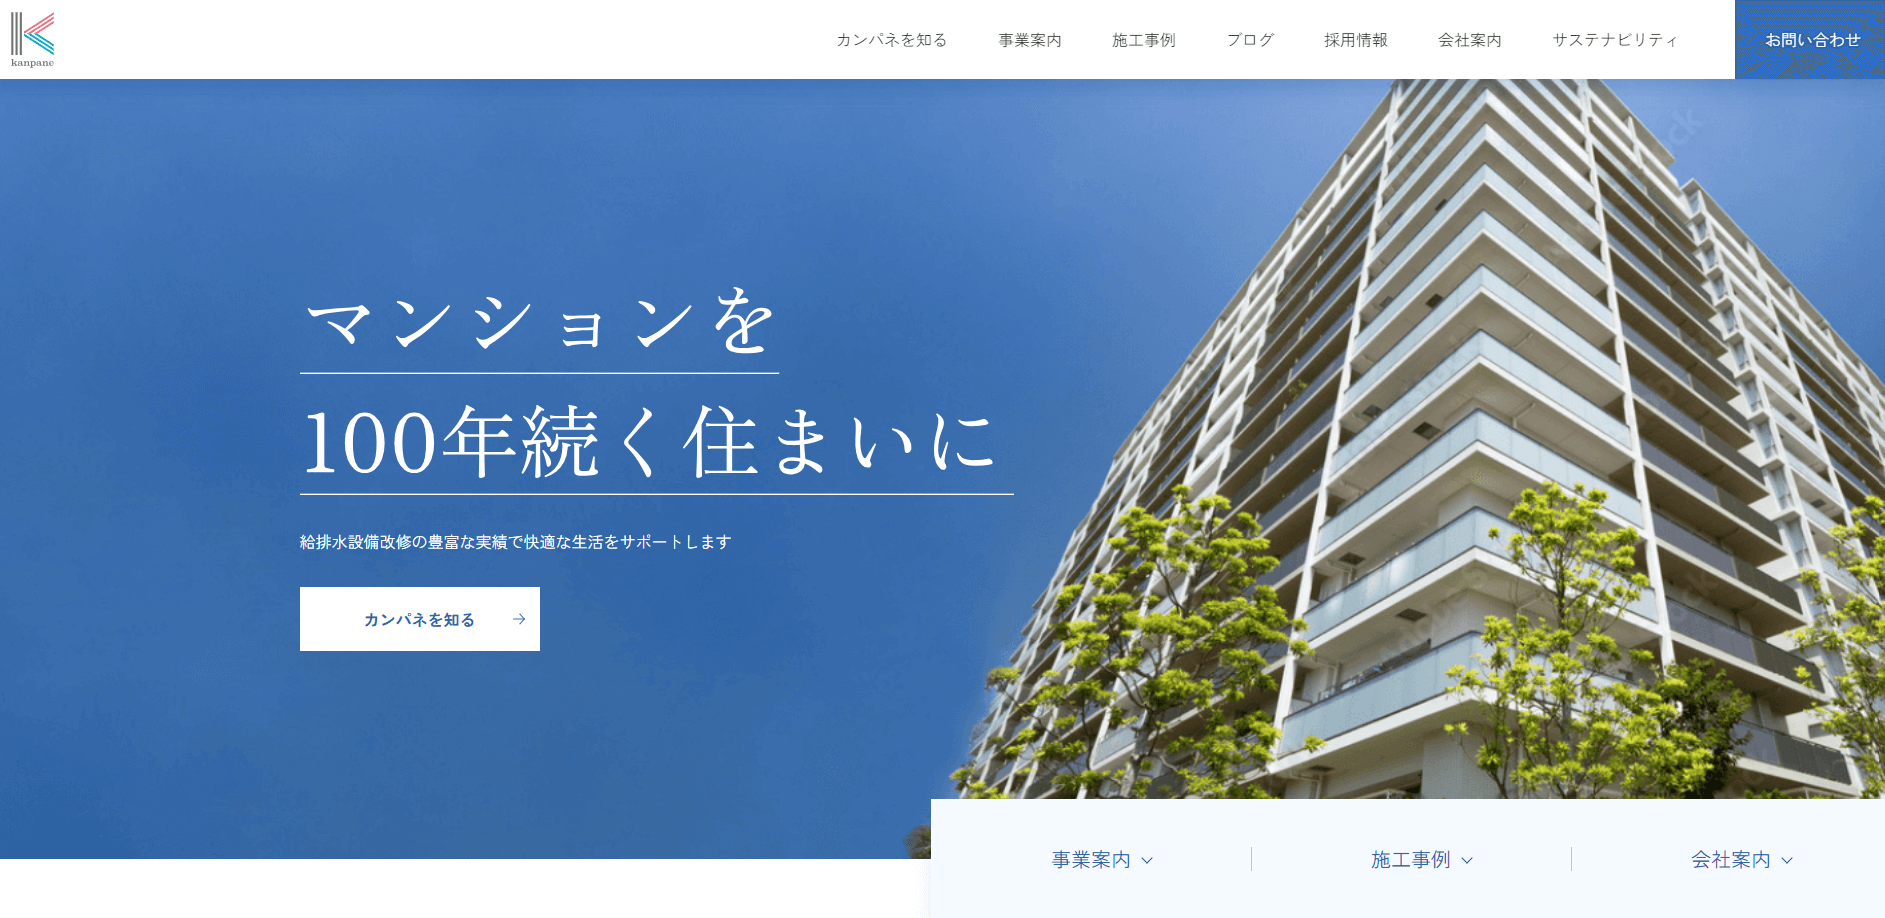 kanpane
カンパネを知る
事業案内
施工事例
ブログ
採用情報
会社案内
サステナビリティ
お問い合わせ
マンションを
100年続く住まいに
給排水設備改修の豊富な実績で快適な生活をサポートします
カンパネを知る
事業案内
施工事例
会社案内